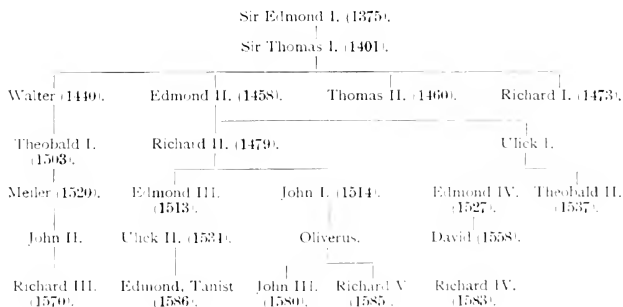 Sir Edmond I. (1375).
Sir Thomas I. (1401).
Walter (1440). Edmond II. (1458). Thomas II. (1460). Richard I. (1473).
Theobald I. Richard II. (1479). Ulick I.
(1503).
Meiler (1520). Edmond III. John I. (1514). Edmond IV. Theobald II.
(1513). (1527). (1537).
John II. Ulick II. (1534). Oliverus. David (1558).
Richard III. Edmond, Tanist John III. Richard V. Richard IV.
(1570). (1586). (1580). (1585). (1583).